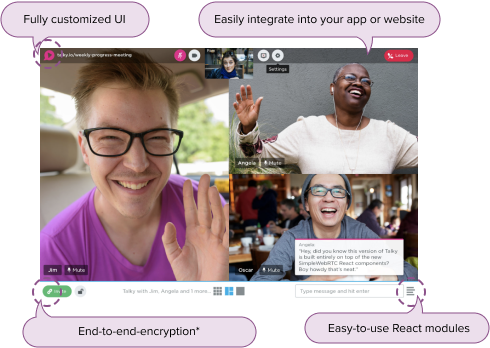 Fully customized UI
Easily integrate into your app or website
talky.io/weekly-progress-meeting
Leave
Settings
Angela Mute
Jim Mute
Oscar Mute
Angela
"Hey, did you know this version of Talky
is built entirely on top of the new
SimpleWebRTC React components?
Boy howdy that's neat."
Invite
Talky with Jim, Angela and 1 more...
Type message and hit enter
End-to-end-encryption*
Easy-to-use React modules